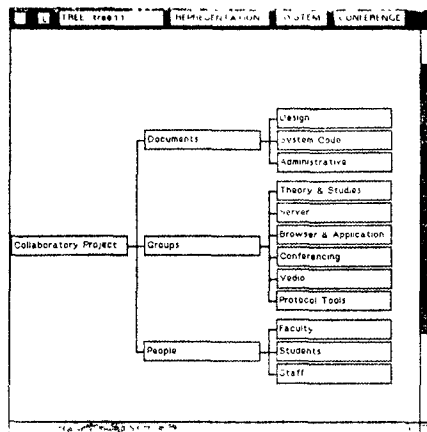 TREE tree11 REPRESENTATION SYSTEM CONFERENCE
Design
Documents
System Code
Administrative
Theory & Studies
Server
Browser & Application
Collaboratory Project
Groups
Conferencing
Vedio
Protocol Tools
Faculty
People
Students
Staff